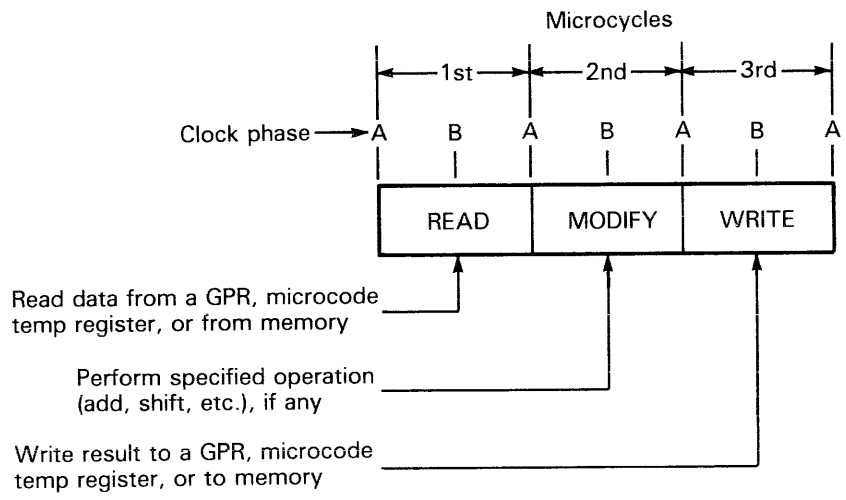 Microcycles
1st 2nd 3rd
Clock phase A B A B A B A
READ MODIFY WRITE
Read data from a GPR, microcode
temp register, or from memory
Perform specified operation
(add, shift, etc.), if any
Write result to a GPR, microcode
temp register, or to memory